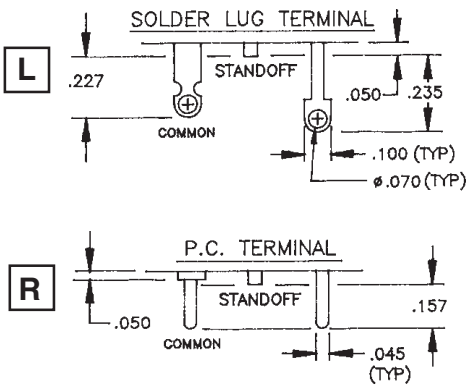 SOLDER LUG TERMINAL
L
.227
STANDOFF
.050
.235
COMMON
.100 (TYP)
ø.070 (TYP)
P.C. TERMINAL
R
STANDOFF
.157
.050
COMMON
.045
(TYP)